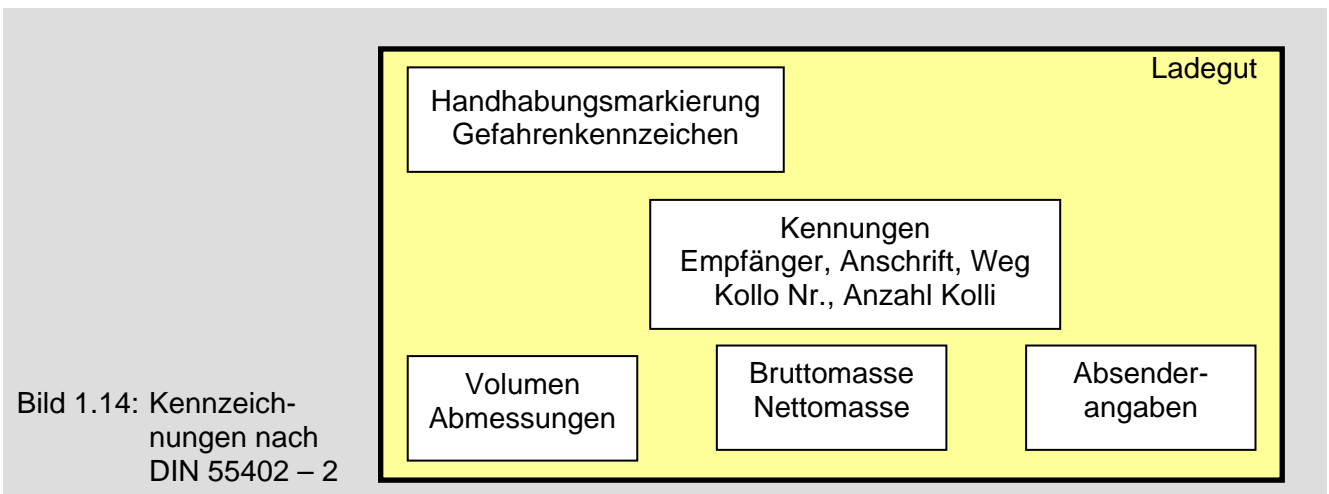 Ladegut
Handhabungsmarkierung
Gefahrenkennzeichen
Kennungen
Empfänger, Anschrift, Weg
Kollo Nr., Anzahl Kolli
Volumen
Abmessungen
Bruttomasse
Nettomasse
Absender-
angaben
Bild 1.14: Kennzeich-
nungen nach
DIN 55402 – 2